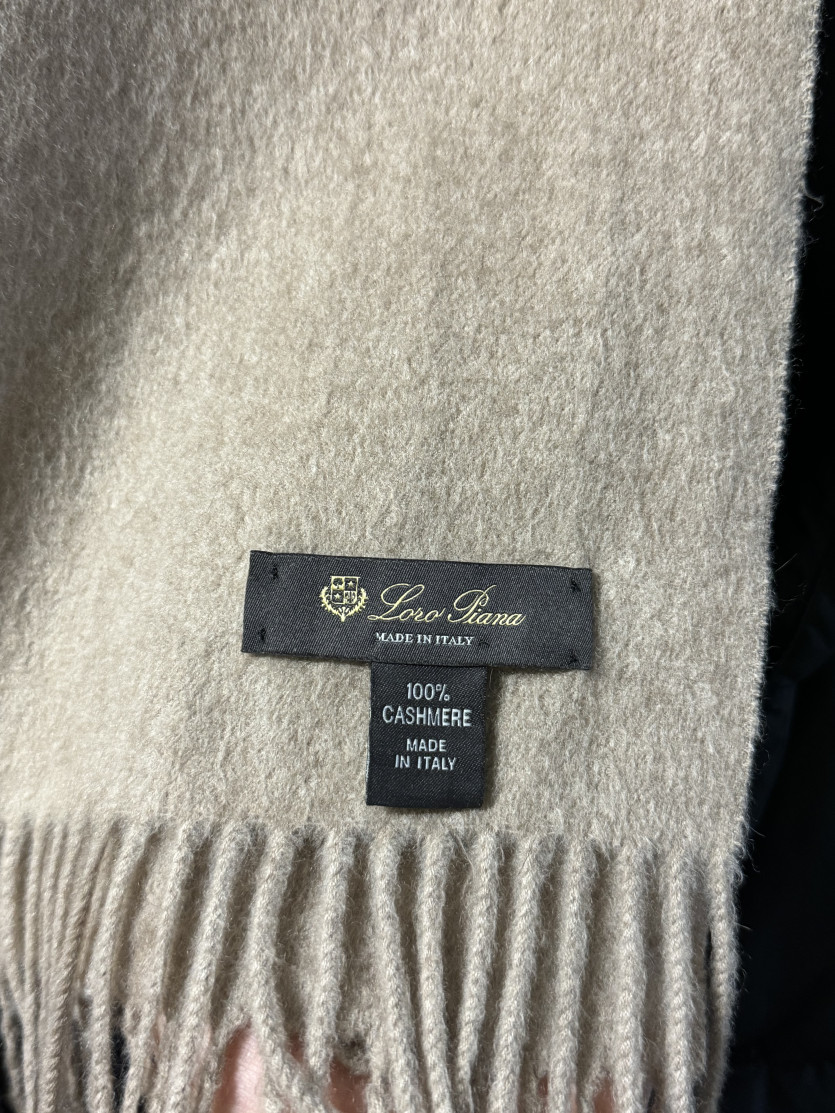 Loro Piana
MADE IN ITALY
100%
CASHMERE
MADE
IN ITALY